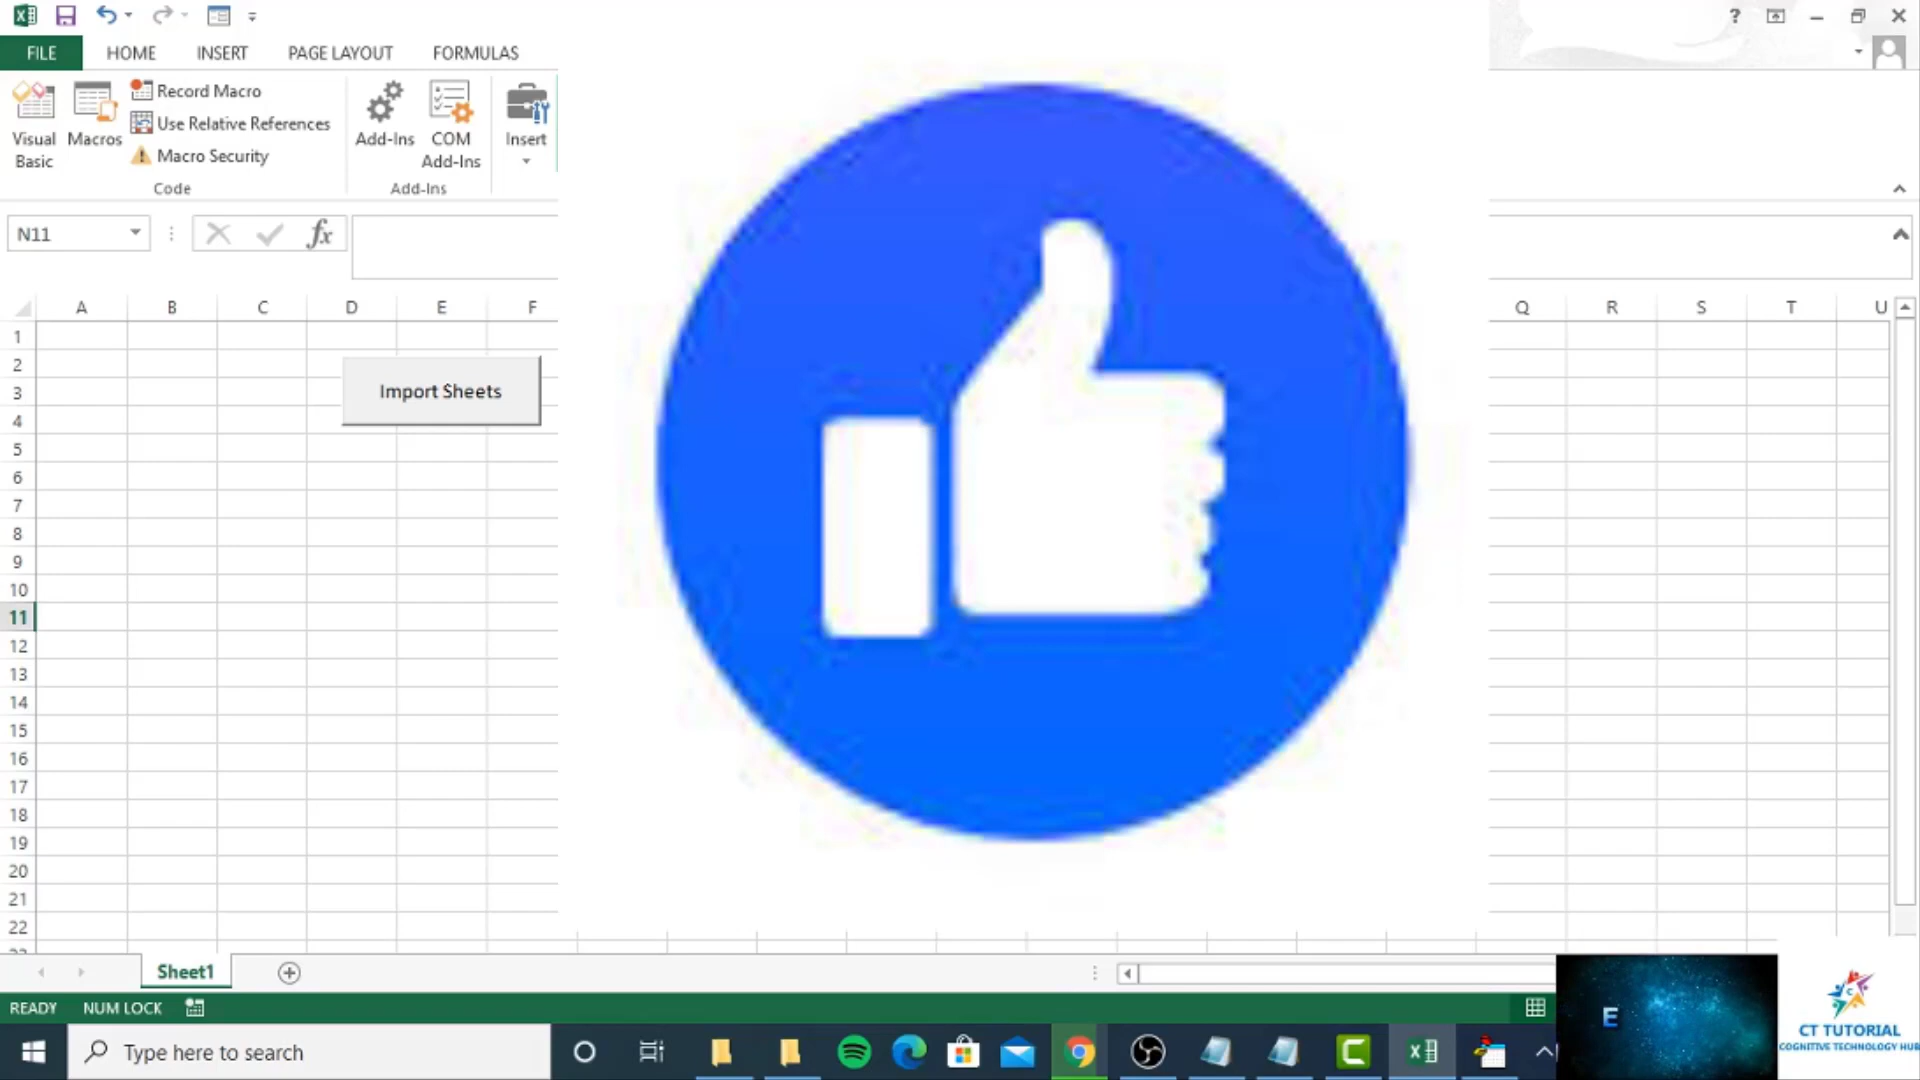 ?
FILE HOME INSERT PAGE LAYOUT FORMULAS
Visual Basic
Macros
Record Macro
Use Relative References
Macro Security
Code
Add-Ins
COM Add-Ins
Add-Ins
Insert
N11
fx
A B C D E F Q R S T U
1
2
3
4
5
6
7
8
9
10
11
12
13
14
15
16
17
18
19
20
21
22
Import Sheets
Sheet1
READY NUM LOCK
Type here to search
E
CT TUTORIAL
COGNITIVE TECHNOLOGY HUB